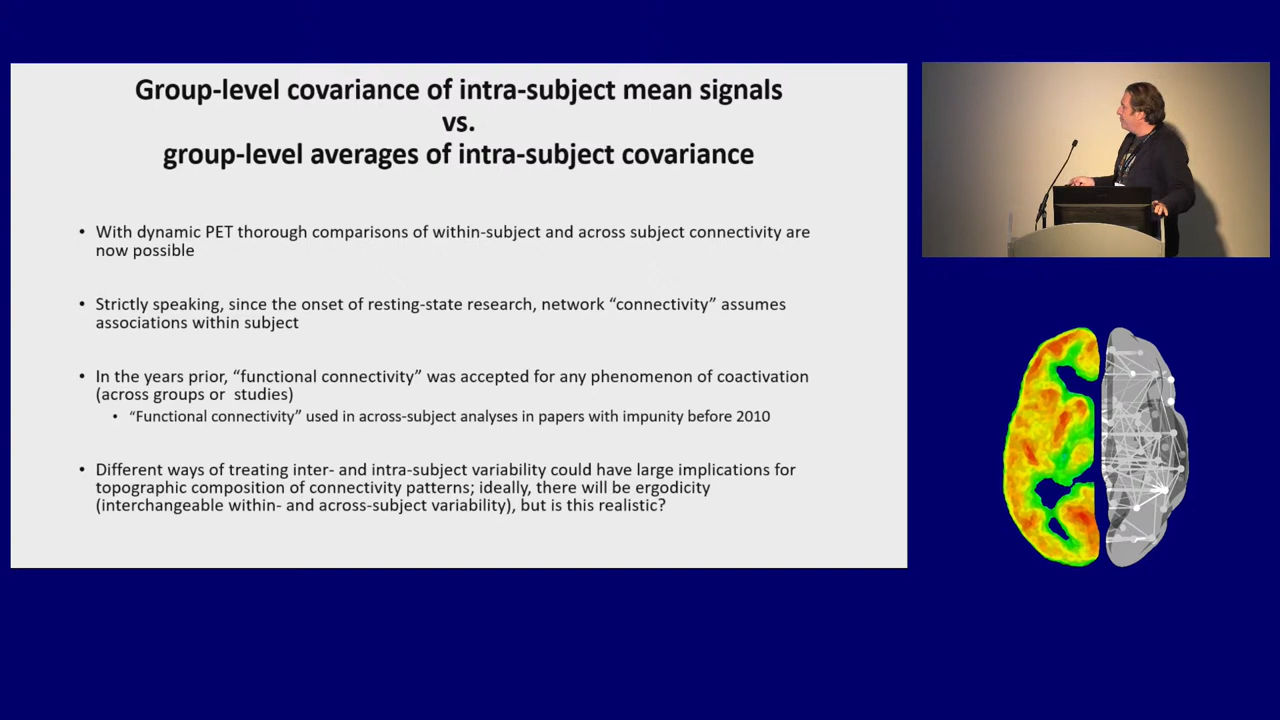 Group-level covariance of intra-subject mean signals
vs.
group-level averages of intra-subject covariance
• With dynamic PET thorough comparisons of within-subject and across subject connectivity are
now possible
• Strictly speaking, since the onset of resting-state research, network “connectivity” assumes
associations within subject
• In the years prior, “functional connectivity” was accepted for any phenomenon of coactivation
(across groups or  studies)
• “Functional connectivity” used in across-subject analyses in papers with impunity before 2010
• Different ways of treating inter- and intra-subject variability could have large implications for
topographic composition of connectivity patterns; ideally, there will be ergodicity
(interchangeable within- and across-subject variability), but is this realistic?